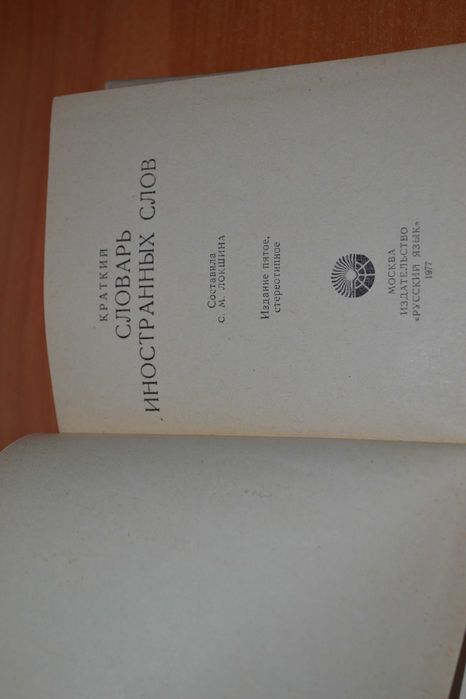 КРАТКИЙ
СЛОВАРЬ
ИНОСТРАННЫХ СЛОВ
Составила
С. М. ЛОКШИНА
Издание пятое,
стереотипное
МОСКВА
ИЗДАТЕЛЬСТВО
«РУССКИЙ ЯЗЫК»
1977